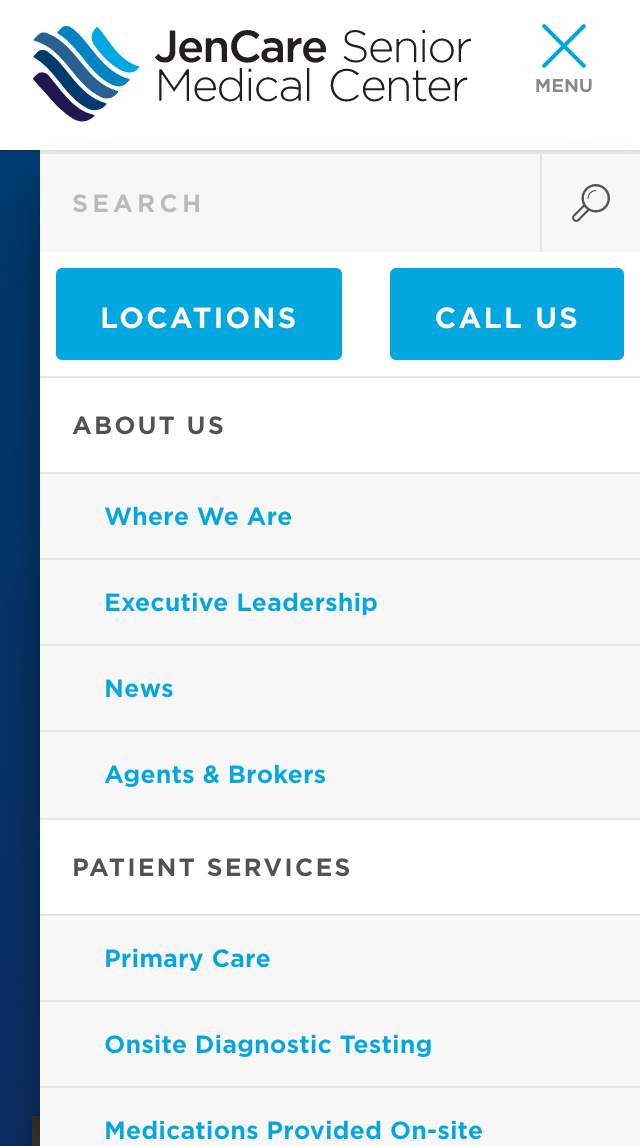 JenCare Senior
Medical Center
MENU
SEARCH
LOCATIONS
CALL US
ABOUT US
Where We Are
Executive Leadership
News
Agents & Brokers
PATIENT SERVICES
Primary Care
Onsite Diagnostic Testing
Medications Provided On-site